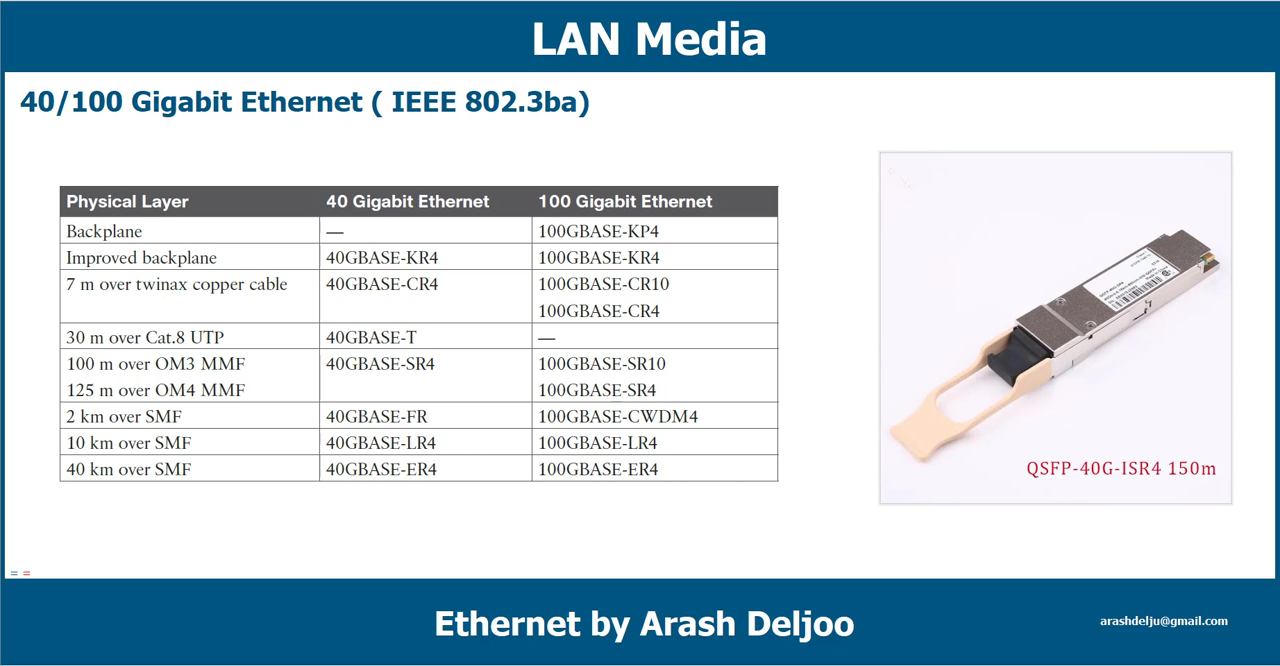 LAN Media
40/100 Gigabit Ethernet ( IEEE 802.3ba)
Physical Layer 40 Gigabit Ethernet 100 Gigabit Ethernet
Backplane — 100GBASE-KP4
Improved backplane 40GBASE-KR4 100GBASE-KR4
7 m over twinax copper cable 40GBASE-CR4 100GBASE-CR10
100GBASE-CR4
30 m over Cat.8 UTP 40GBASE-T —
100 m over OM3 MMF 40GBASE-SR4 100GBASE-SR10
125 m over OM4 MMF 100GBASE-SR4
2 km over SMF 40GBASE-FR 100GBASE-CWDM4
10 km over SMF 40GBASE-LR4 100GBASE-LR4
40 km over SMF 40GBASE-ER4 100GBASE-ER4
QSFP-40G-ISR4 150m
Ethernet by Arash Deljoo
arashdelju@gmail.com